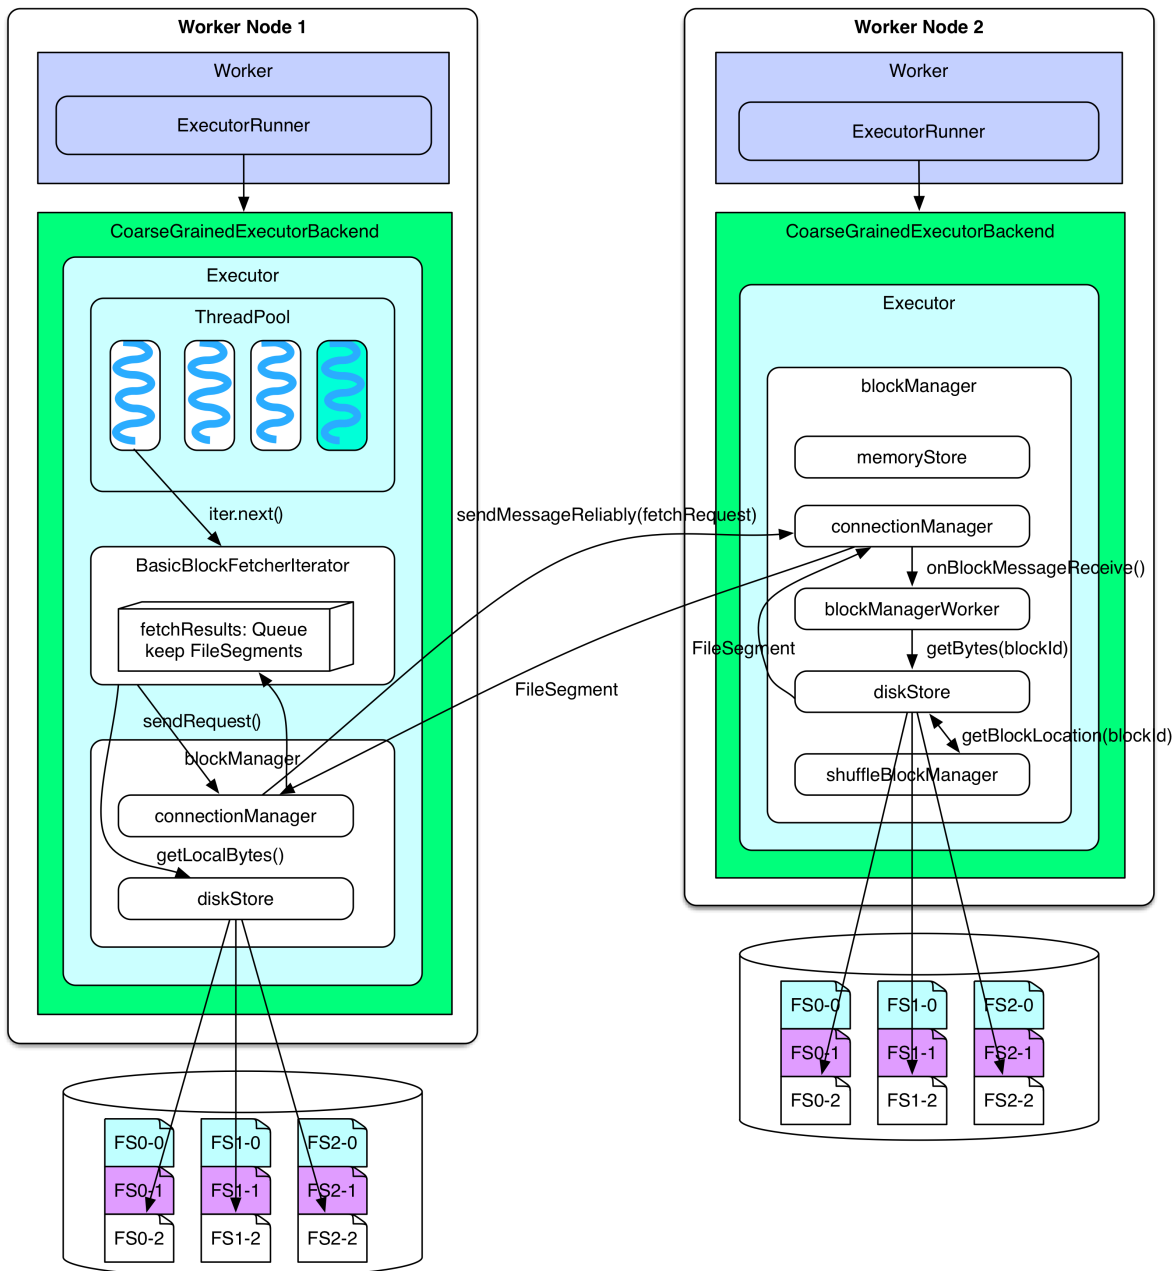 Worker Node 1
Worker
ExecutorRunner
CoarseGrainedExecutorBackend
Executor
ThreadPool
iter.next()
BasicBlockFetcherIterator
fetchResults: Queue
keep FileSegments
sendRequest()
blockManager
connectionManager
getLocalBytes()
diskStore
FS0-0
FS1-0
FS2-0
FS0-1
FS1-1
FS2-1
FS0-2
FS1-2
FS2-2
sendMessageReliably(fetchRequest)
FileSegment
Worker Node 2
Worker
ExecutorRunner
CoarseGrainedExecutorBackend
Executor
blockManager
memoryStore
connectionManager
onBlockMessageReceive()
blockManagerWorker
FileSegment
getBytes(blockId)
diskStore
getBlockLocation(blockId)
shuffleBlockManager
FS0-0
FS1-0
FS2-0
FS0-1
FS1-1
FS2-1
FS0-2
FS1-2
FS2-2